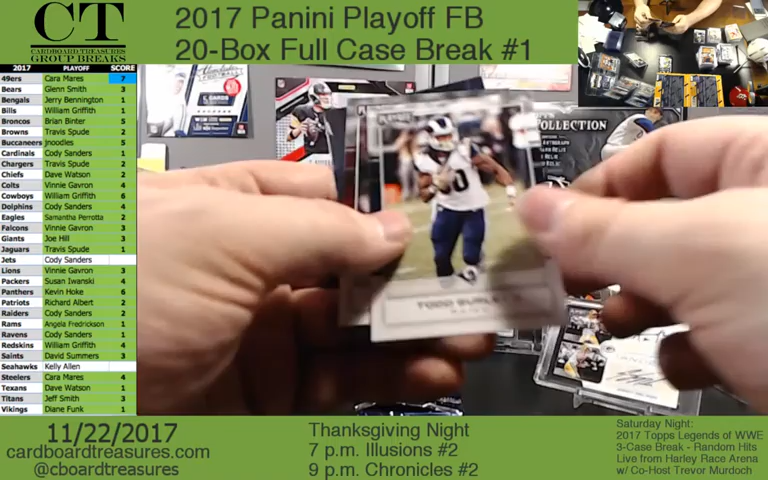 CT
CARDBOARD TREASURES
GROUP BREAKS
2017 Panini Playoff FB
20-Box Full Case Break #1
2017 PLAYOFF SCORE
49ers Cara Mares 7
Bears Glenn Smith 3
Bengals Jerry Bennington 1
Bills William Griffith 1
Broncos Brian Binter 5
Browns Travis Spude 2
Buccaneers Jnoodies 5
Cardinals Cody Sanders 1
Chargers Travis Spude 2
Chiefs Dave Watson 2
Colts Vinnie Gavron 4
Cowboys William Griffith 6
Dolphins Cody Sanders 4
Eagles Samantha Perrotta 2
Falcons Vinnie Gavron 3
Giants Joe Hill 3
Jaguars Travis Spude 1
Jets Cody Sanders
Lions Vinnie Gavron 3
Packers Susan Iwanski 4
Panthers Kevin Hoke 6
Patriots Richard Albert 2
Raiders Cody Sanders 2
Rams Angela Fredrickson 1
Ravens Cody Sanders 1
Redskins William Griffith 4
Saints David Summers 3
Seahawks Kelly Allen
Steelers Cara Mares 4
Texans Dave Watson 1
Titans Jeff Smith 3
Vikings Diane Funk 1
COLLECTION
TODD GURLEY
11/22/2017
cardboardtreasures.com
@cboardtreasures
Thanksgiving Night
7 p.m. Illusions #2
9 p.m. Chronicles #2
Saturday Night:
2017 Topps Legends of WWE
3-Case Break - Random Hits
Live from Harley Race Arena
w/ Co-Host Trevor Murdoch